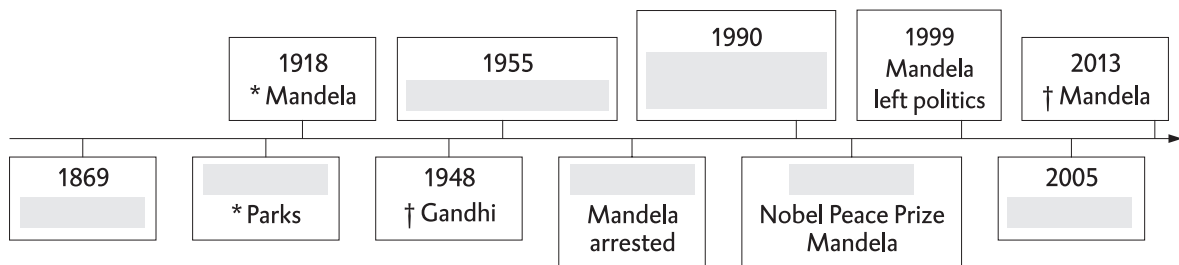 1918
* Mandela
1955
1990
1999
Mandela
left politics
2013
† Mandela
1869
* Parks
1948
† Gandhi
Mandela
arrested
Nobel Peace Prize
Mandela
2005